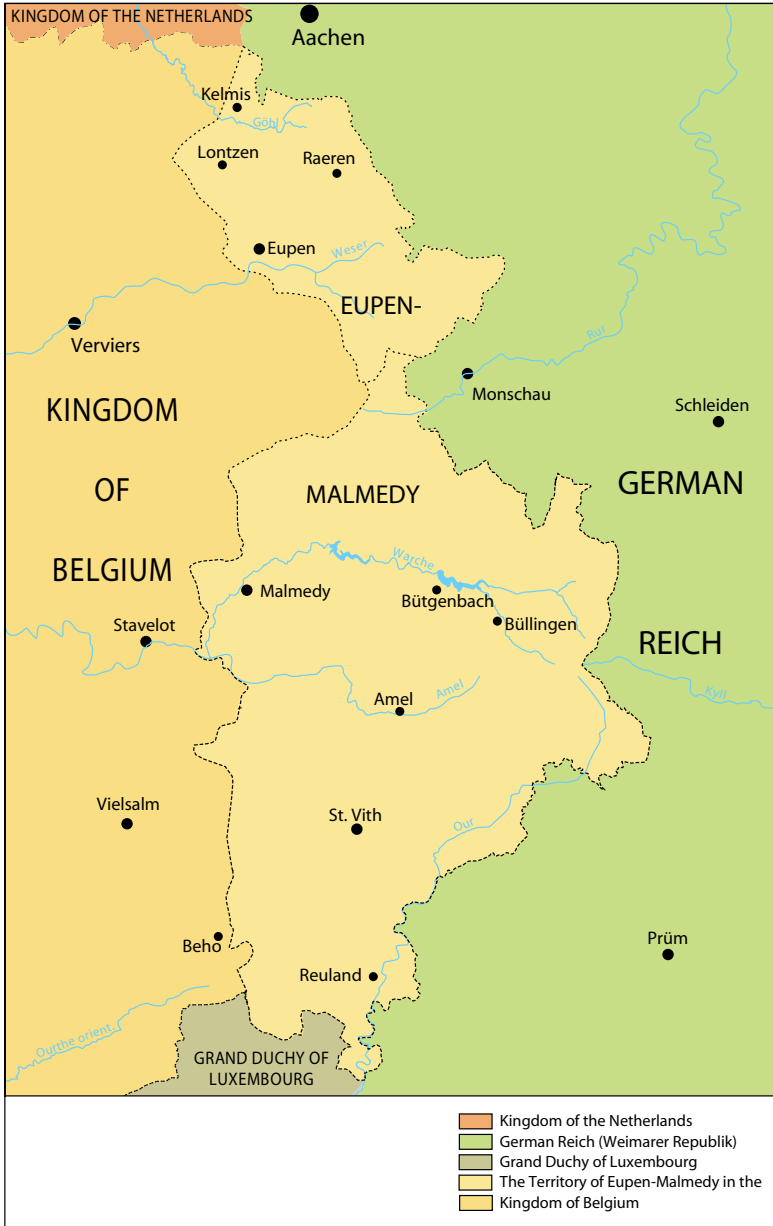 KINGDOM OF THE NETHERLANDS
Aachen
Kelmis
Göhl
Lontzen
Raeren
Eupen
Weser
EUPEN-
Verviers
Rur
Monschau
KINGDOM
OF
BELGIUM
Schleiden
GERMAN
REICH
MALMEDY
Warche
Malmedy
Bütgenbach
Büllingen
Stavelot
Amel
Amel
Kyll
Vielsalm
St. Vith
Our
Beho
Reuland
Prüm
Ourthe orient.
GRAND DUCHY OF
LUXEMBOURG
Kingdom of the Netherlands
German Reich (Weimarer Republik)
Grand Duchy of Luxembourg
The Territory of Eupen-Malmedy in the
Kingdom of Belgium